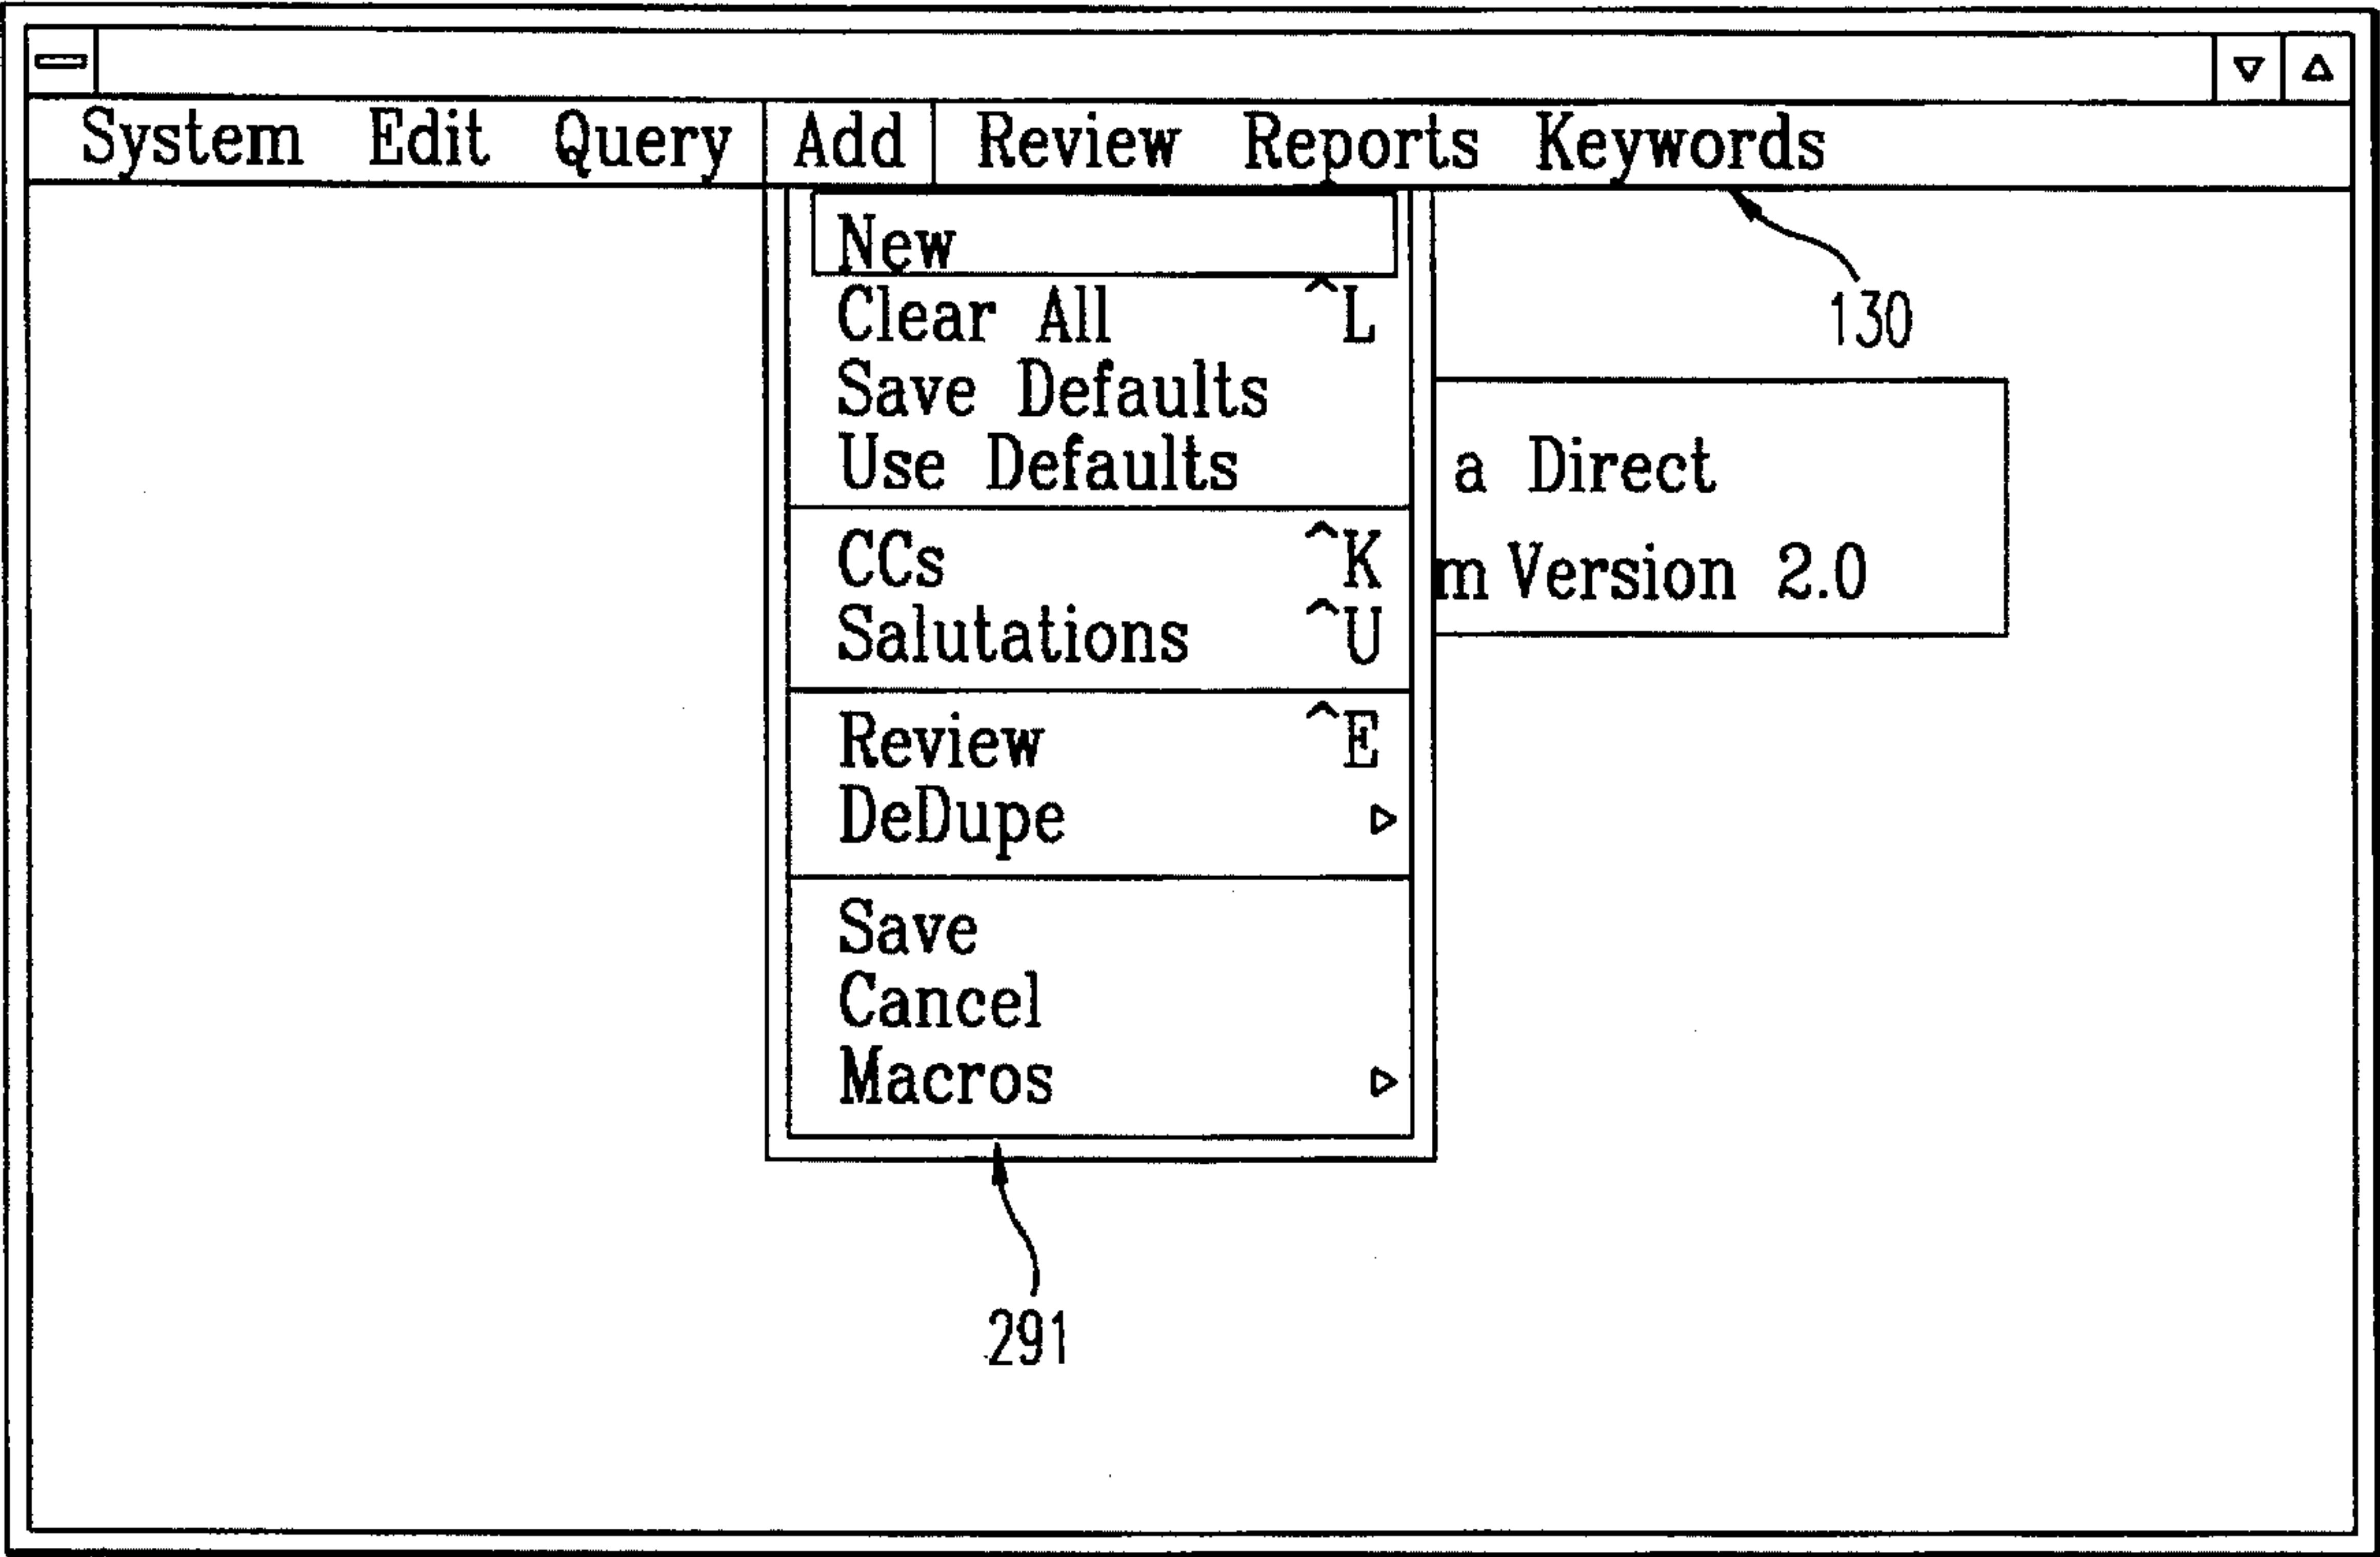 System Edit Query Add Review Reports Keywords
New
Clear All ^L
130
Save Defaults
Use Defaults
a Direct
CCs ^K
m Version 2.0
Salutations ^U
Review ^E
DeDupe
Save
Cancel
Macros
291